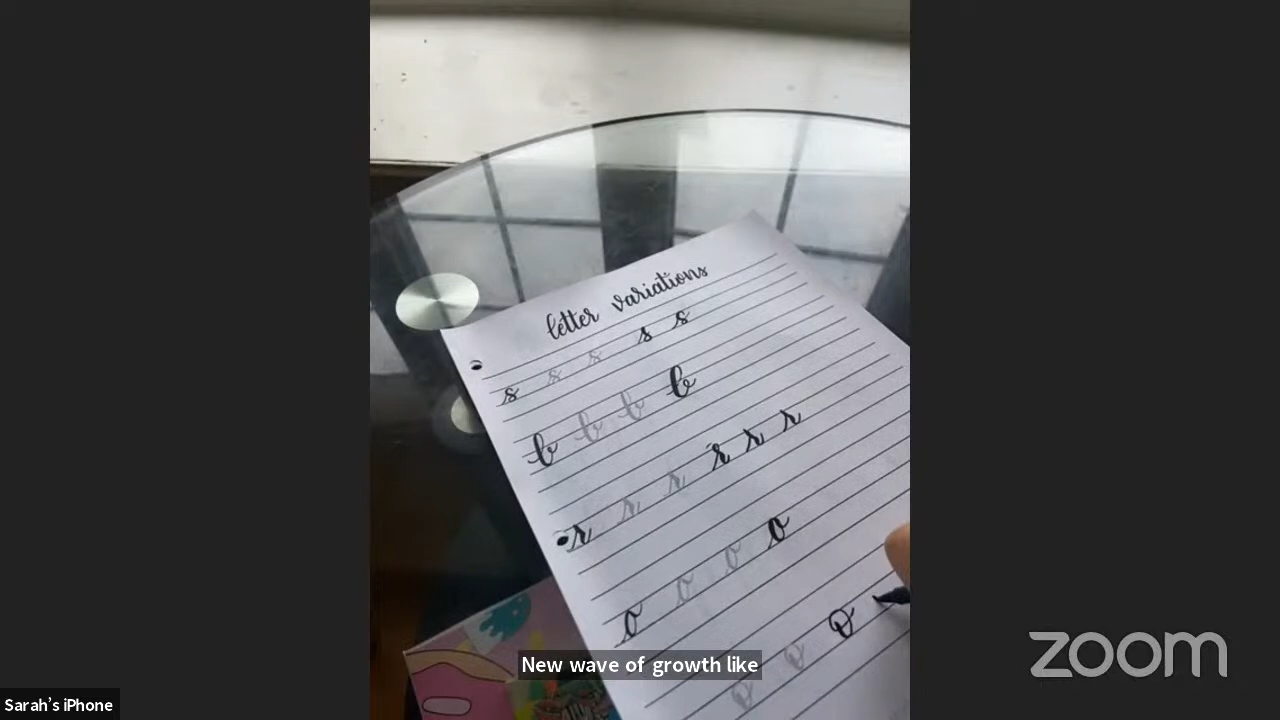 letter variations
s s s s s
b b b b
r r r r r r
o o o o
o o o
New wave of growth like
zoom
Sarah's iPhone